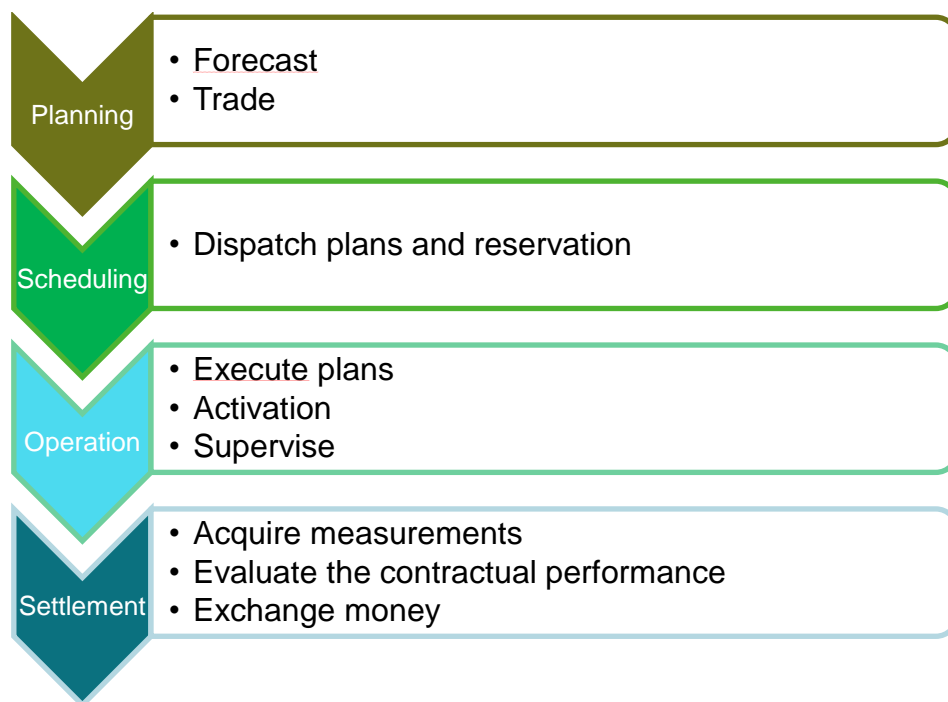 Planning
• Forecast
• Trade
Scheduling
• Dispatch plans and reservation
Operation
• Execute plans
• Activation
• Supervise
Settlement
• Acquire measurements
• Evaluate the contractual performance
• Exchange money